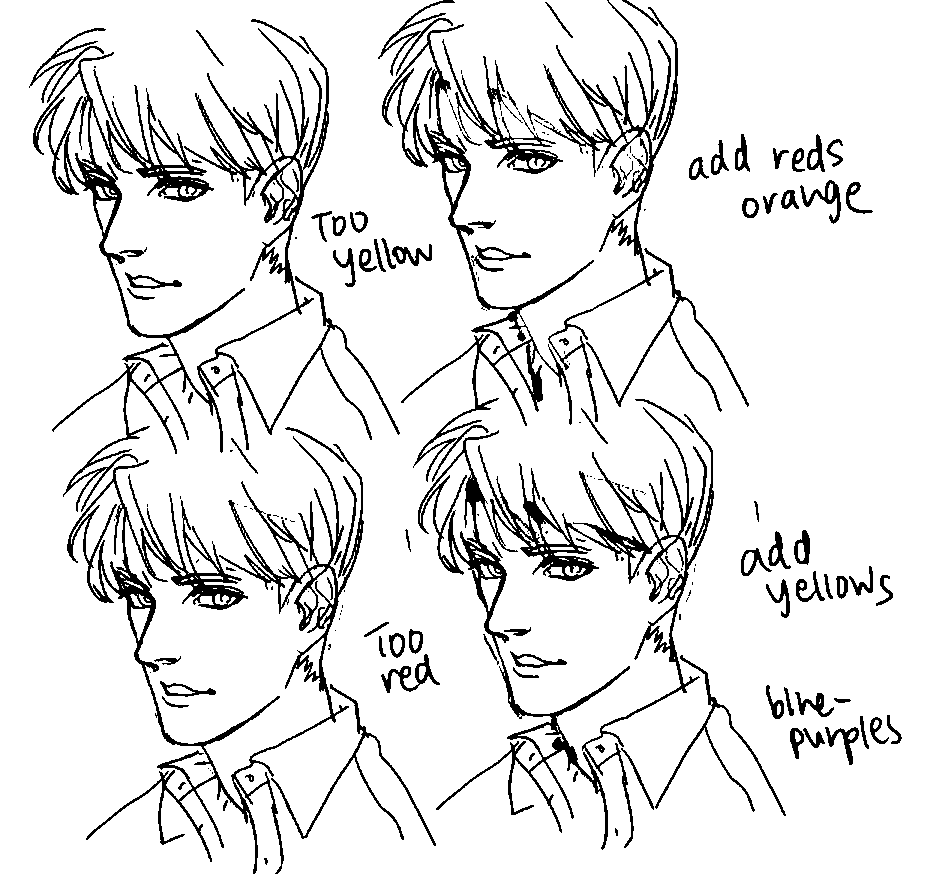 Too
yellow
add reds
orange
Too
red
add
yellows
blue-
purples